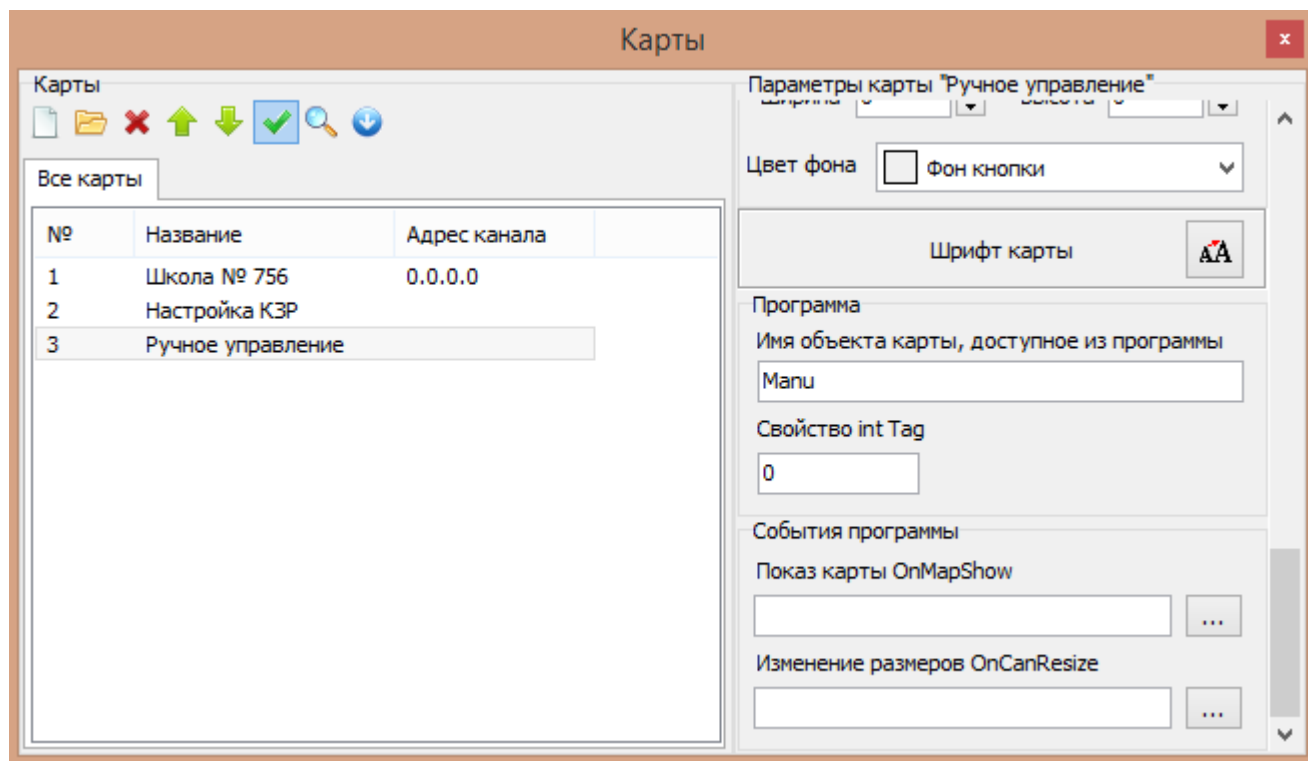 Карты
Карты
Все карты
№ Название Адрес канала
1 Школа № 756 0.0.0.0
2 Настройка КЗР
3 Ручное управление
Параметры карты "Ручное управление"
Цвет фона Фон кнопки
Шрифт карты
Программа
Имя объекта карты, доступное из программы
Manu
Свойство int Tag
0
События программы
Показ карты OnMapShow
...
Изменение размеров OnCanResize
...